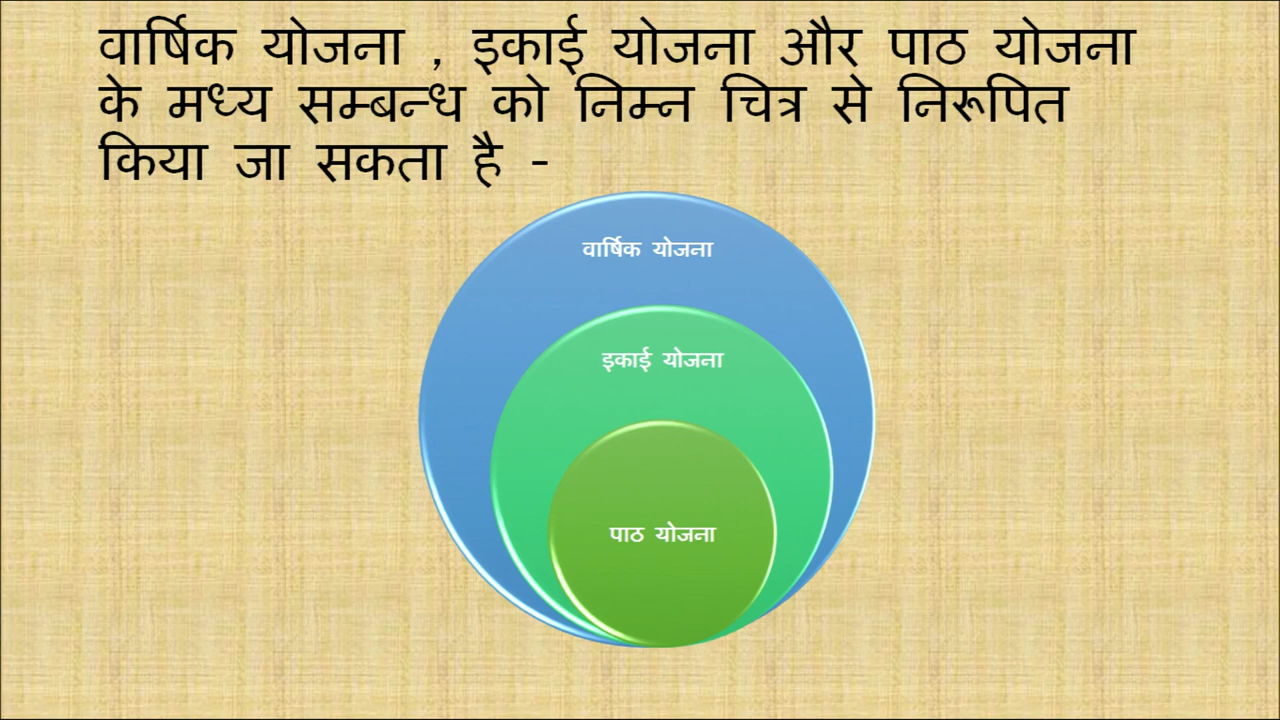 वार्षिक योजना , इकाई योजना और पाठ योजना
के मध्य सम्बन्ध को निम्न चित्र से निरूपित
किया जा सकता है -
वार्षिक योजना
इकाई योजना
पाठ योजना